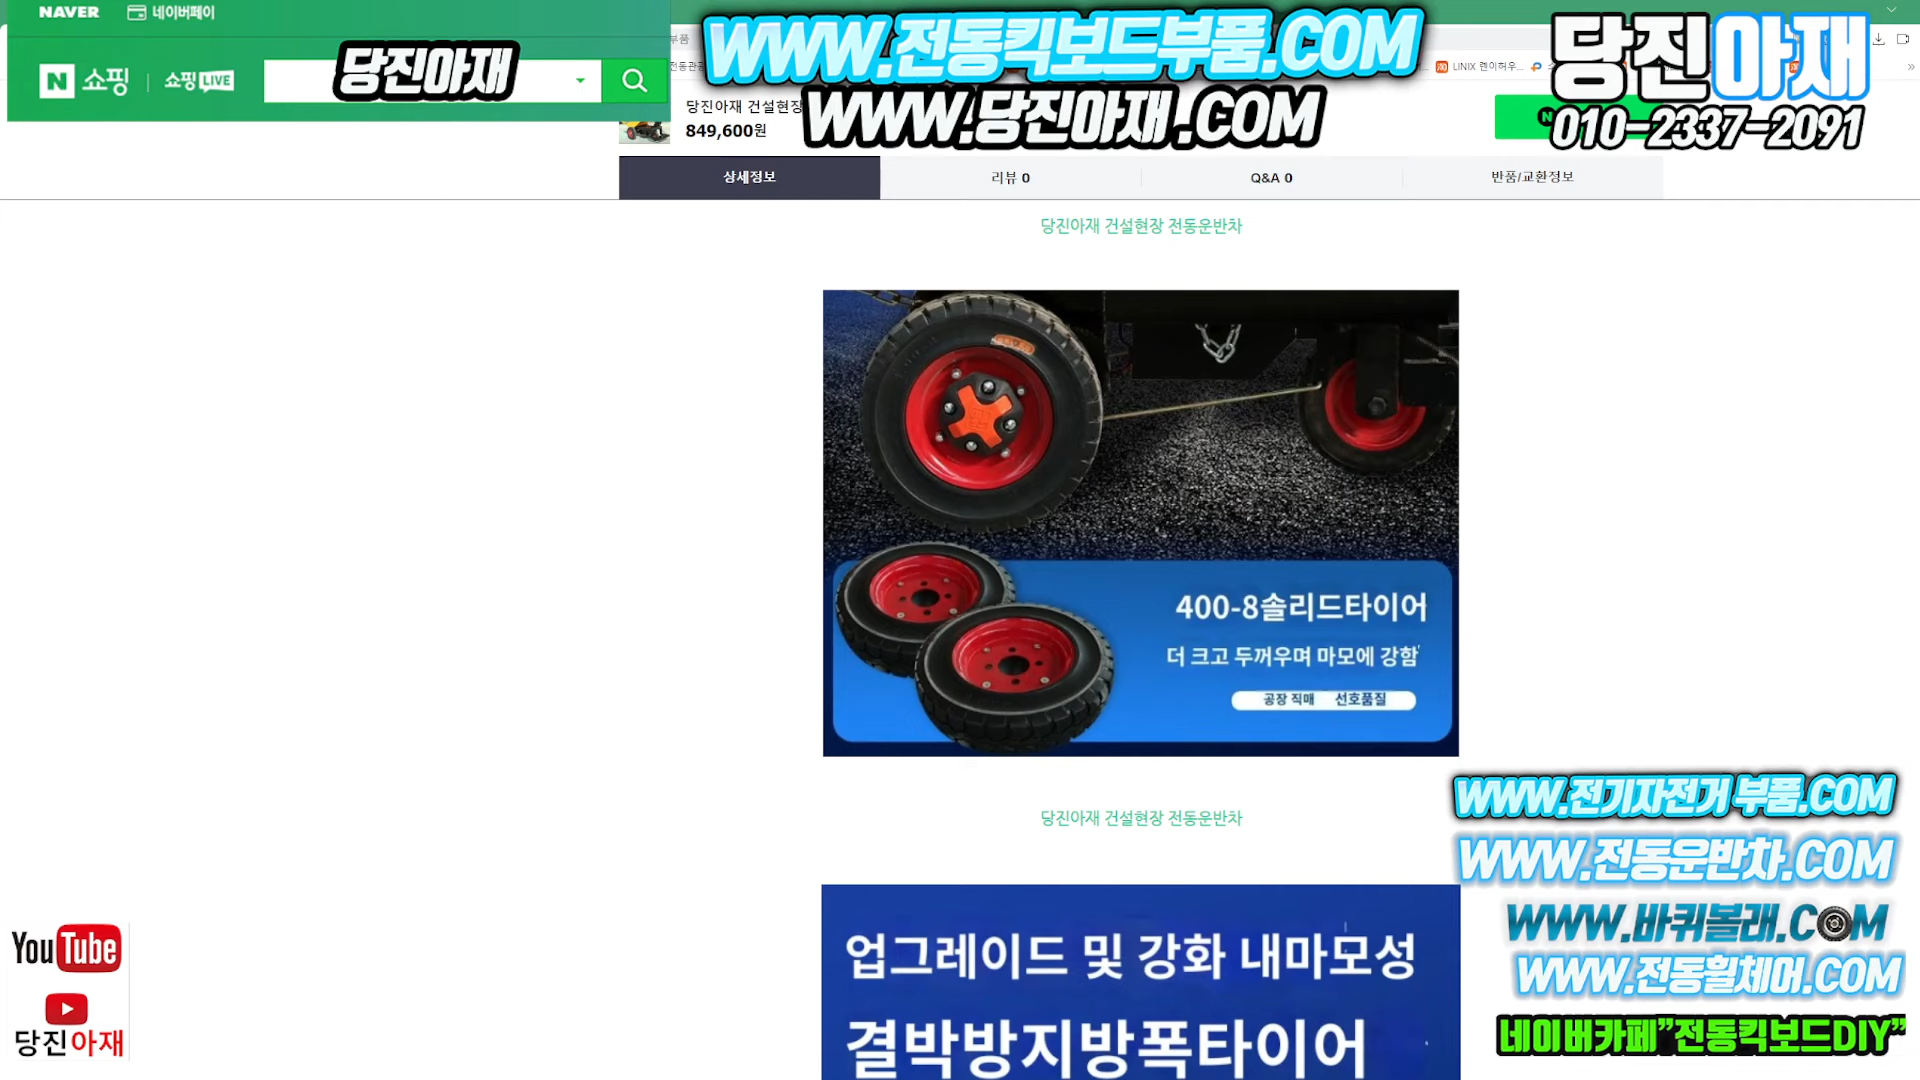 NAVER 네이버페이
N 쇼핑 쇼핑LIVE
당진아재
WWW.전동킥보드부품.COM
WWW.당진아재.COM
당진아재
010-2337-2091
LINIX 렌이허우...
당진아재 건설현장
849,600원
상세정보
리뷰 0
Q&A 0
반품/교환정보
당진아재 건설현장 전동운반차
400-8솔리드타이어
더 크고 두꺼우며 마모에 강함
공장 직매 선호품질
당진아재 건설현장 전동운반차
업그레이드 및 강화 내마모성
결박방지방폭타이어
WWW.전기자전거부품.COM
WWW.전동운반차.COM
WWW.바퀴볼래.COM
WWW.전동휠체어.COM
네이버카페"전동킥보드DIY"
YouTube
당진아재